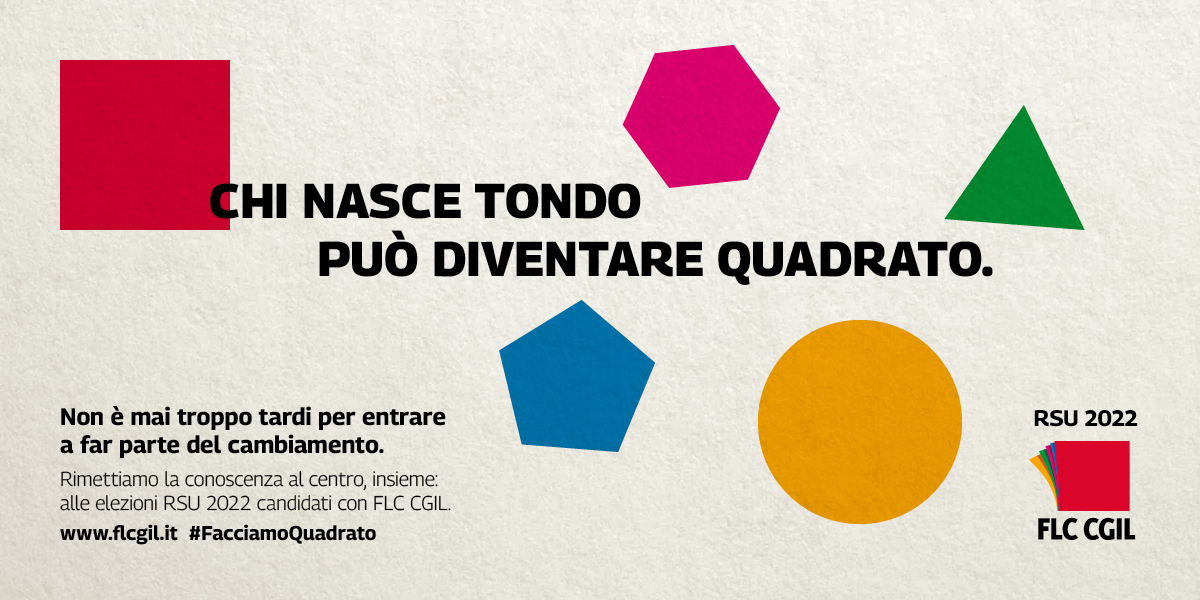 CHI NASCE TONDO
PUÒ DIVENTARE QUADRATO.
Non è mai troppo tardi per entrare
a far parte del cambiamento.
Rimettiamo la conoscenza al centro, insieme:
alle elezioni RSU 2022 candidati con FLC CGIL.
www.flcgil.it #FacciamoQuadrato
RSU 2022
FLC CGIL